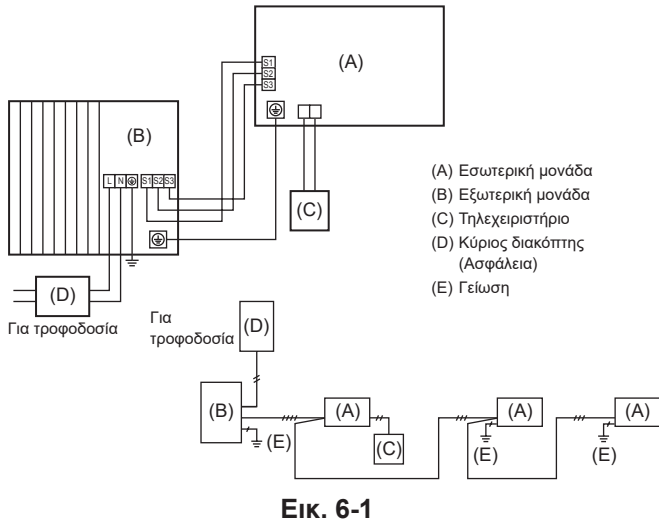 (A)
S1
S2
S3
(B)
L N S1 S2 S3
(C)
(D)
Για τροφοδοσία
(A) Εσωτερική μονάδα
(B) Εξωτερική μονάδα
(C) Τηλεχειριστήριο
(D) Κύριος διακόπτης
(Ασφάλεια)
(E) Γείωση
Για
τροφοδοσία
(D)
(B)
(E)
(A)
(C)
(A)
(E)
(A)
(E)
Εικ. 6-1